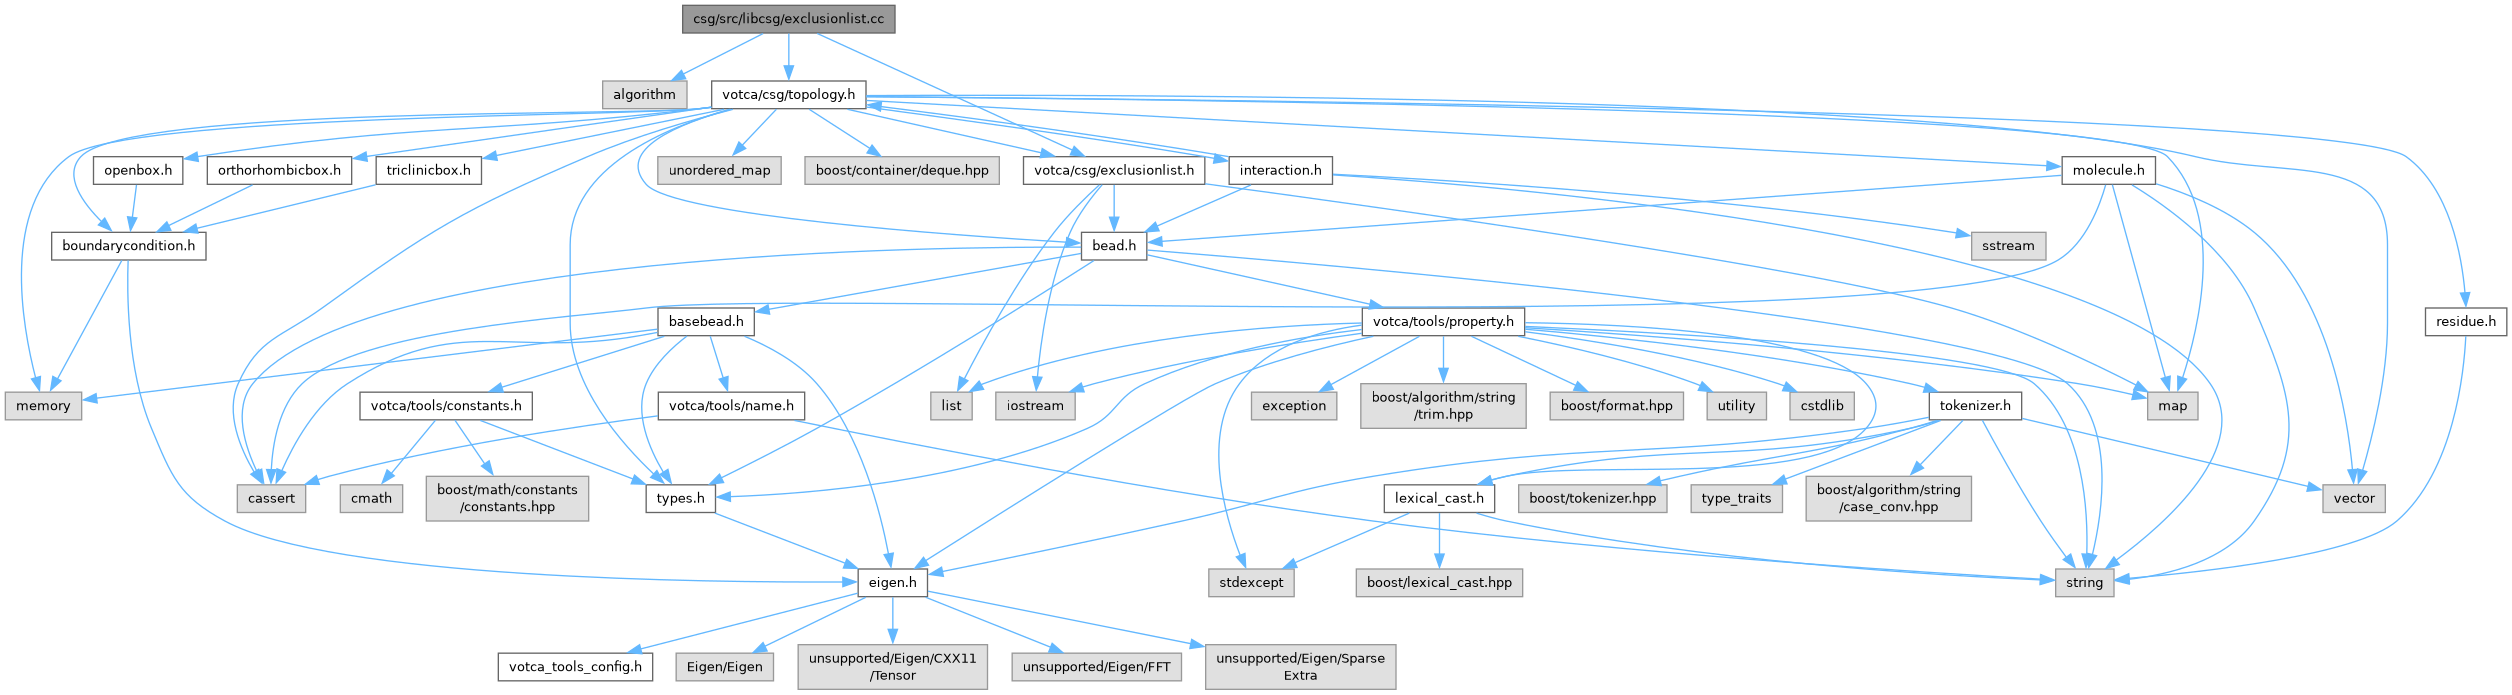 csg/src/libcsg/exclusionlist.cc
algorithm
votca/csg/topology.h
openbox.h
orthorhombicbox.h
triclinicbox.h
unordered_map
boost/container/deque.hpp
votca/csg/exclusionlist.h
interaction.h
molecule.h
boundarycondition.h
bead.h
sstream
basebead.h
votca/tools/property.h
residue.h
memory
votca/tools/constants.h
votca/tools/name.h
list
iostream
exception
boost/algorithm/string
/trim.hpp
boost/format.hpp
utility
cstdlib
tokenizer.h
map
cassert
cmath
boost/math/constants
/constants.hpp
types.h
lexical_cast.h
boost/tokenizer.hpp
type_traits
boost/algorithm/string
/case_conv.hpp
vector
eigen.h
stdexcept
boost/lexical_cast.hpp
string
votca_tools_config.h
Eigen/Eigen
unsupported/Eigen/CXX11
/Tensor
unsupported/Eigen/FFT
unsupported/Eigen/Sparse
Extra